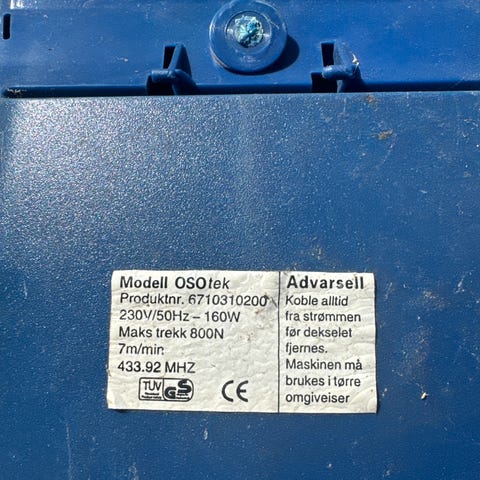 Modell OSOtek
Produktnr. 6710310200
230V/50Hz – 160W
Maks trekk 800N
7m/min.
433.92 MHZ
TÜV GS
CE
Advarsell
Koble alltid
fra strømmen
før dekselet
fjernes.
Maskinen må
brukes i tørre
omgiveiser